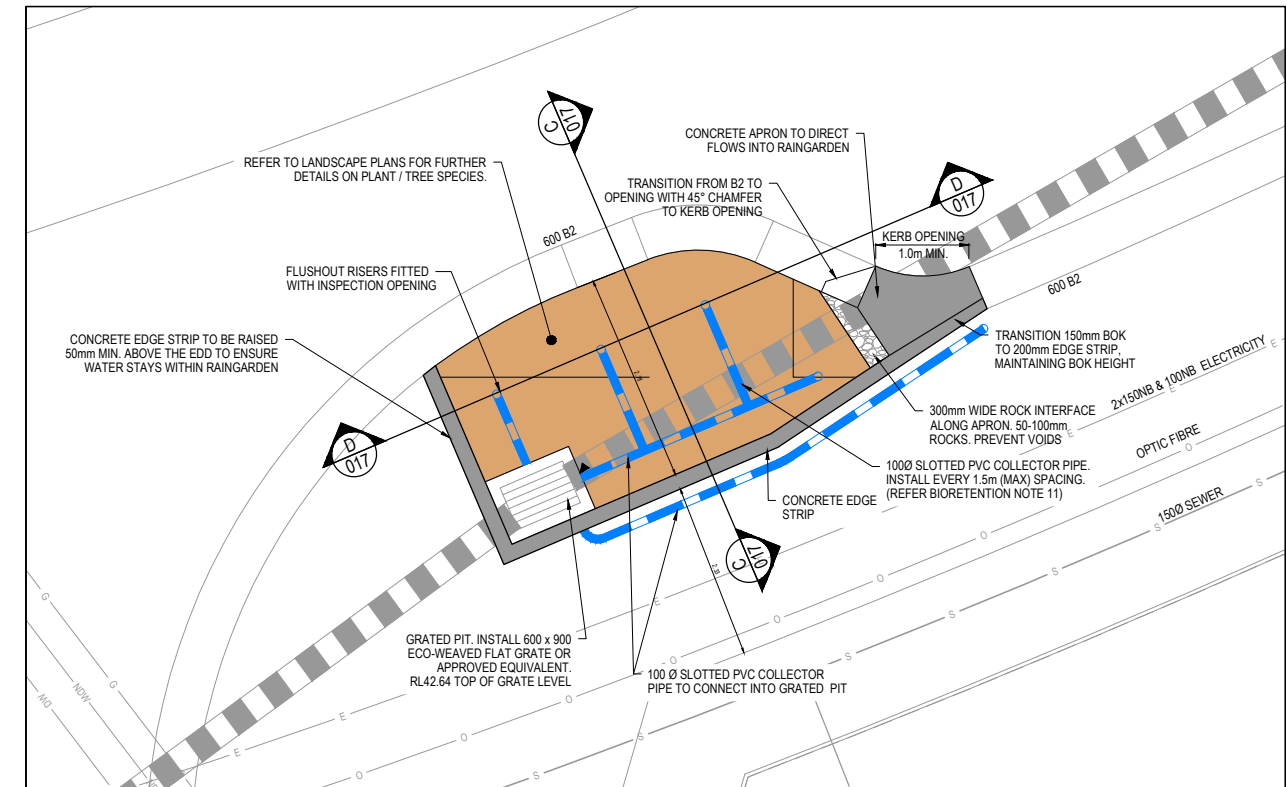 C
017
CONCRETE APRON TO DIRECT
FLOWS INTO RAINGARDEN
REFER TO LANDSCAPE PLANS FOR FURTHER
DETAILS ON PLANT / TREE SPECIES.
TRANSITION FROM B2 TO
OPENING WITH 45° CHAMFER
TO KERB OPENING
D
017
600 B2
KERB OPENING
1.0m MIN.
FLUSHOUT RISERS FITTED
WITH INSPECTION OPENING
600 B2
CONCRETE EDGE STRIP TO BE RAISED
50mm MIN. ABOVE THE EDD TO ENSURE
WATER STAYS WITHIN RAINGARDEN
TRANSITION 150mm BOK
TO 200mm EDGE STRIP,
MAINTAINING BOK HEIGHT
2x150NB & 100NB ELECTRICITY
E
E
E
300mm WIDE ROCK INTERFACE
ALONG APRON. 50-100mm
ROCKS. PREVENT VOIDS
OPTIC FIBRE
O
D
017
100Ø SLOTTED PVC COLLECTOR PIPE.
INSTALL EVERY 1.5m (MAX) SPACING.
(REFER BIORETENTION NOTE 11)
CONCRETE EDGE
STRIP
150Ø SEWER
S
S
O
O
C
017
S
S
E
E
E
O
O
O
S
S
S
G
G
NDW
GRATED PIT. INSTALL 600 x 900
ECO-WEAVED FLAT GRATE OR
APPROVED EQUIVALENT.
RL42.64 TOP OF GRATE LEVEL
100 Ø SLOTTED PVC COLLECTOR
PIPE TO CONNECT INTO GRATED PIT